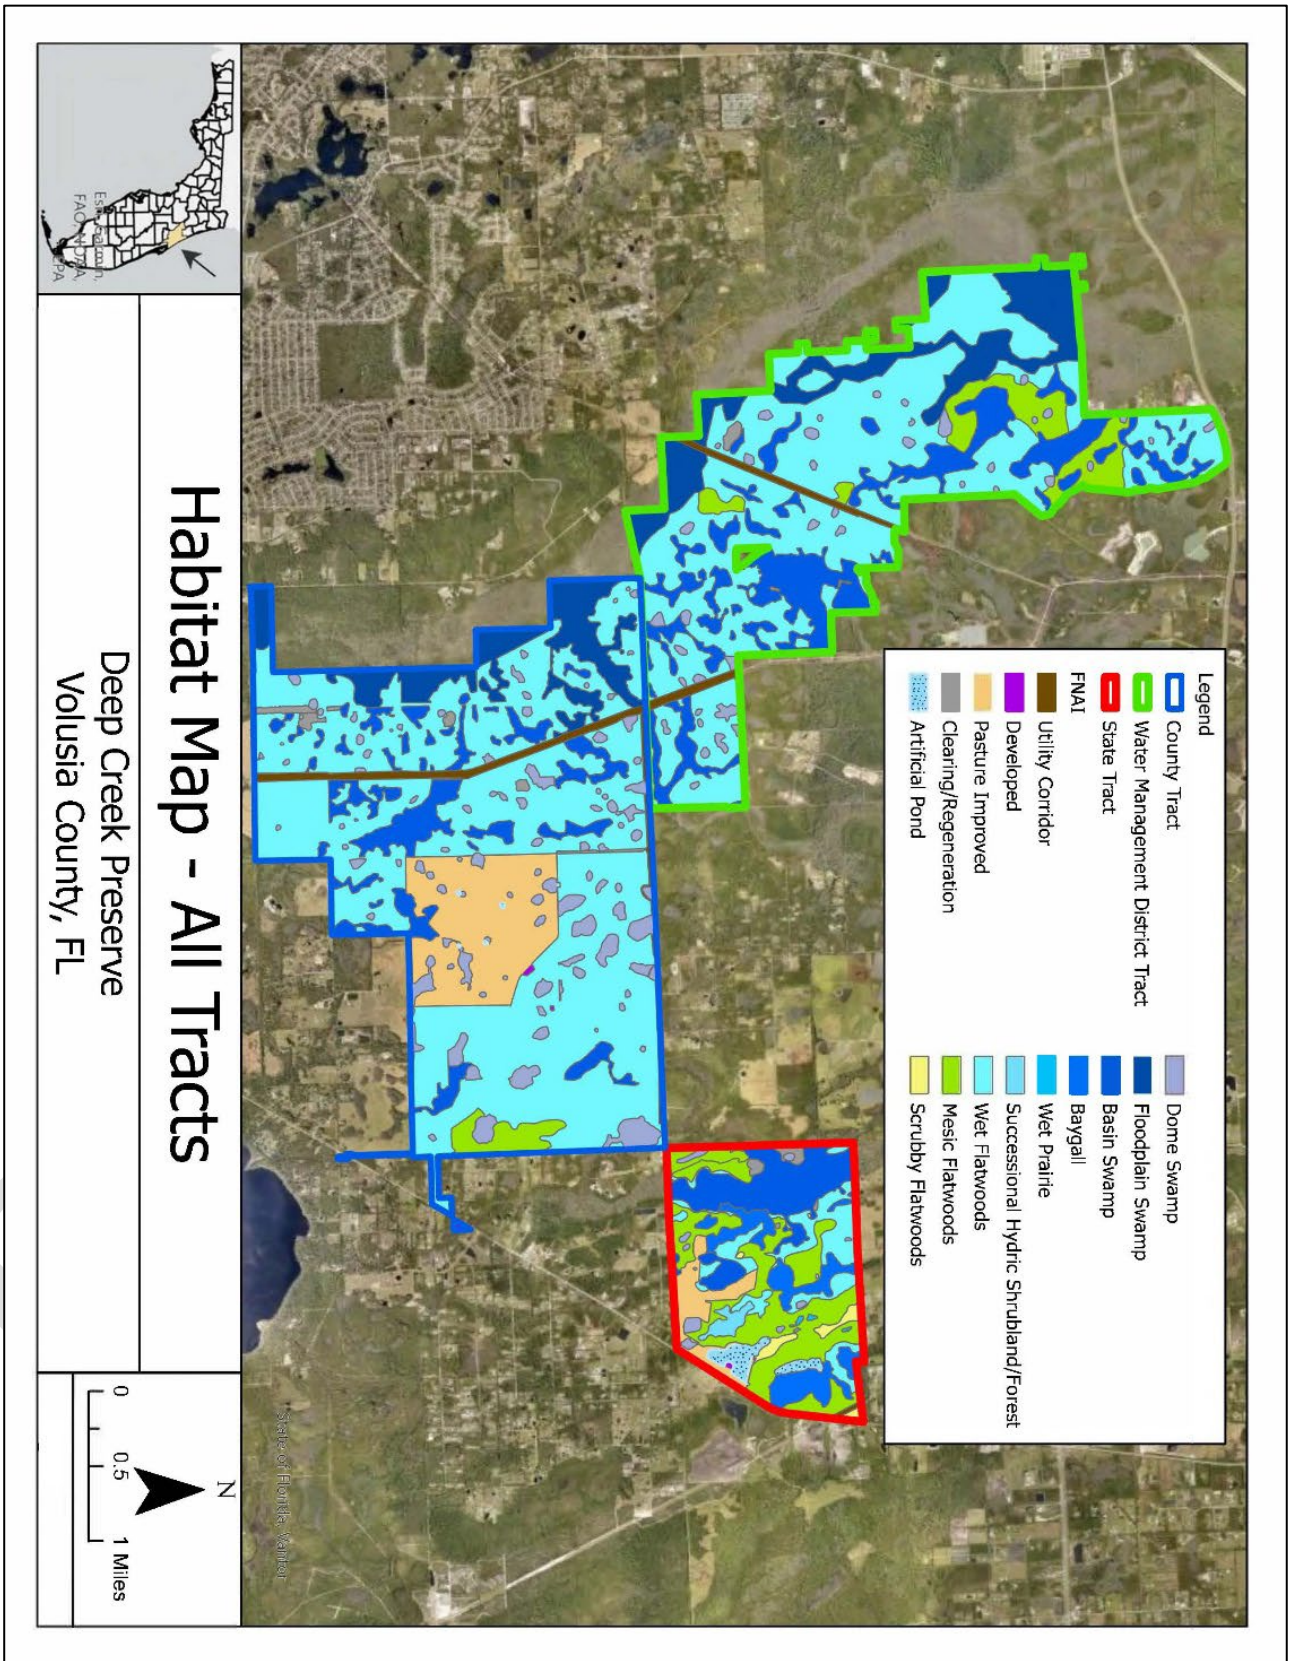 Legend
County Tract
Water Management District Tract
State Tract
FNAI
Utility Corridor
Developed
Pasture Improved
Clearing/Regeneration
Artificial Pond
Dome Swamp
Floodplain Swamp
Basin Swamp
Baygall
Wet Prairie
Successional Hydric Shrubland/Forest
Wet Flatwoods
Mesic Flatwoods
Scrubby Flatwoods
State of Florida, Vantor
Habitat Map - All Tracts
Deep Creek Preserve
Volusia County, FL
N
0 0.5 1 Miles